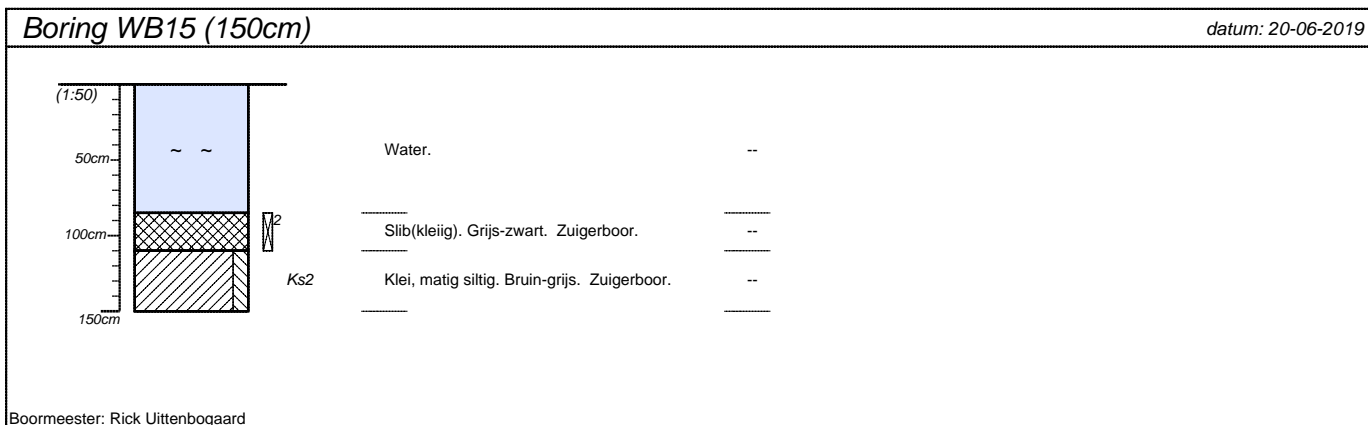 Boring WB15 (150cm) datum: 20-06-2019
(1:50)
50cm ~ ~ Water. --
2
100cm Slib(kleiig). Grijs-zwart. Zuigerboor. --
Ks2 Klei, matig siltig. Bruin-grijs. Zuigerboor. --
150cm
Boormeester: Rick Uittenbogaard